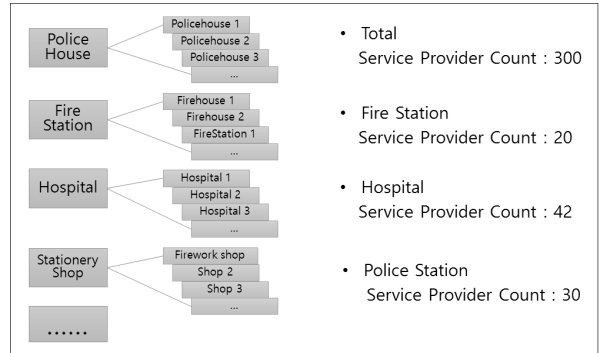 Police
House
Policehouse 1
Policehouse 2
Policehouse 3
...
Fire
Station
Firehouse 1
Firehouse 2
FireStation 1
...
Hospital
Hospital 1
Hospital 2
Hospital 3
...
Stationery
Shop
Firework shop
Shop 2
Shop 3
...
......
• Total
Service Provider Count : 300
• Fire Station
Service Provider Count : 20
• Hospital
Service Provider Count : 42
• Police Station
Service Provider Count : 30